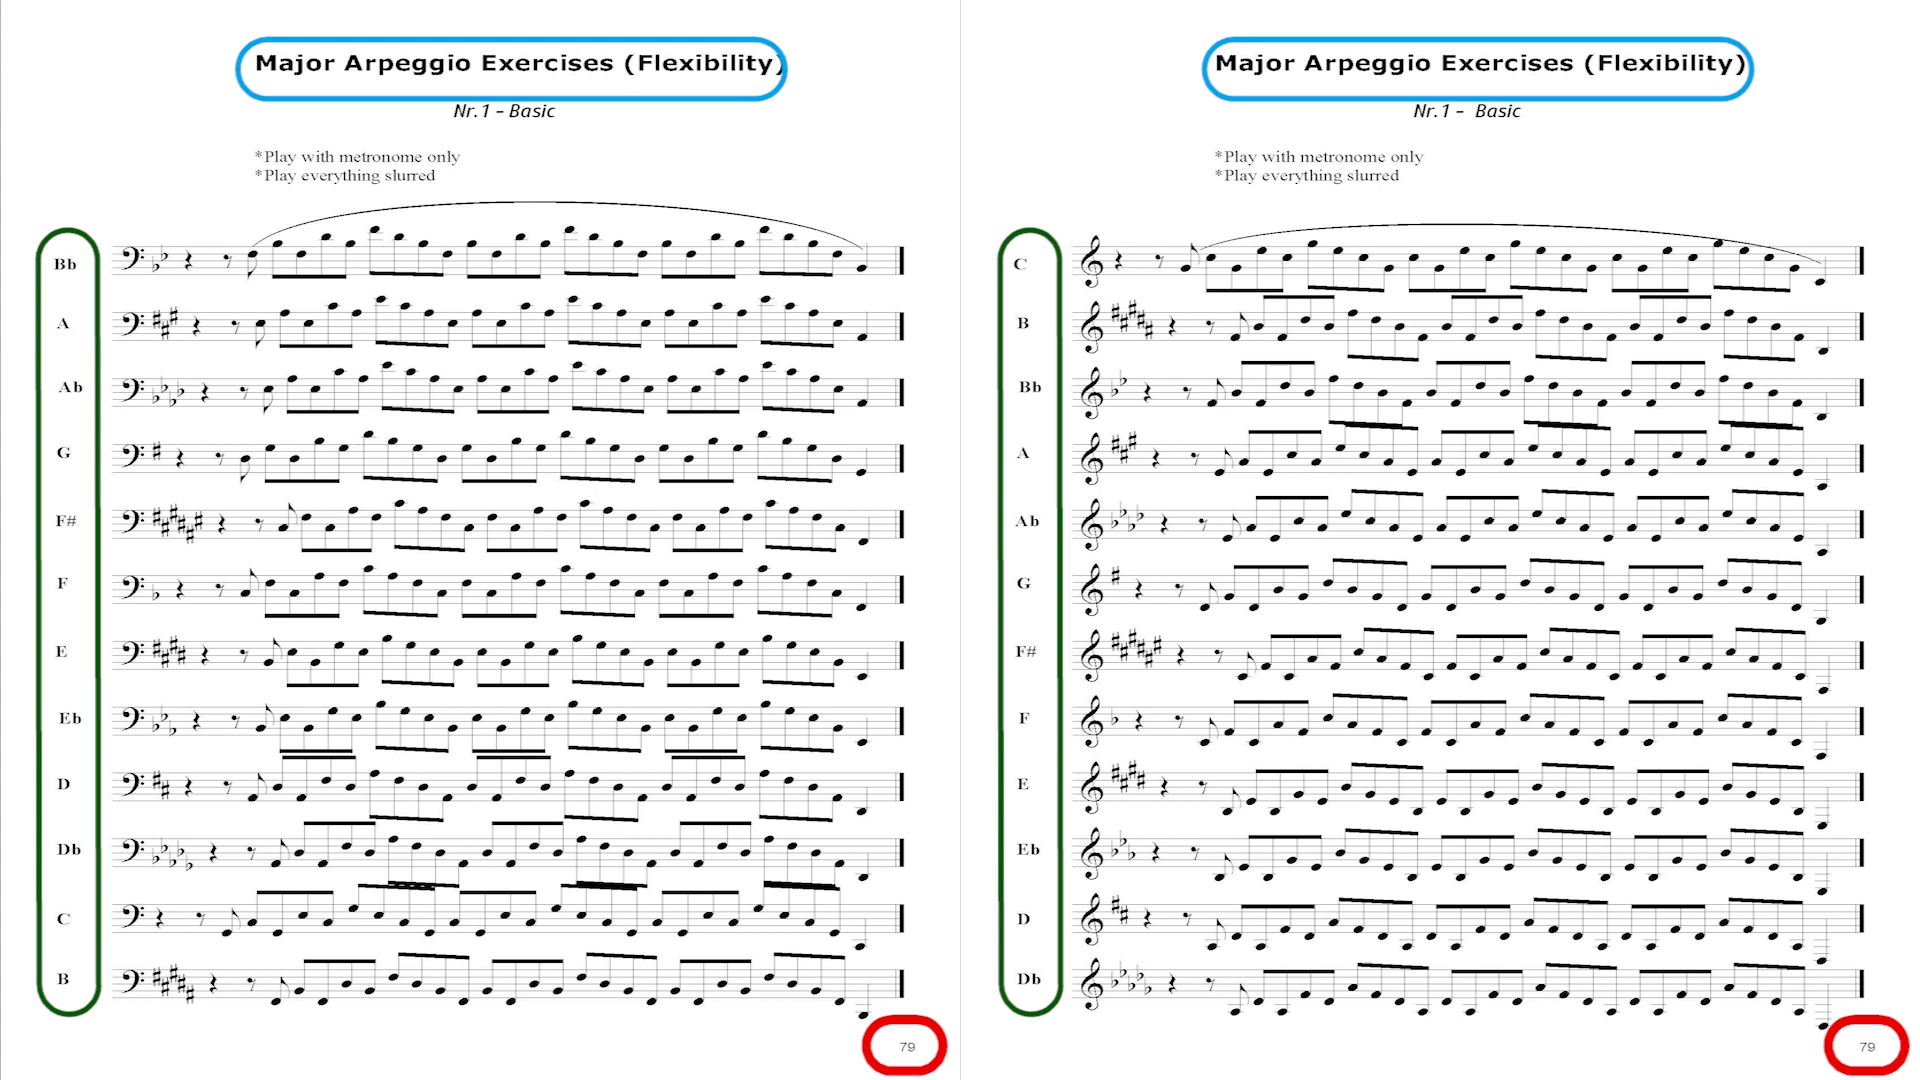 Major Arpeggio Exercises (Flexibility)
Nr.1 – Basic
*Play with metronome only
*Play everything slurred
Bb
A
Ab
G
F#
F
E
Eb
D
Db
C
B
79
Major Arpeggio Exercises (Flexibility)
Nr.1 – Basic
*Play with metronome only
*Play everything slurred
C
B
Bb
A
Ab
G
F#
F
E
Eb
D
Db
79